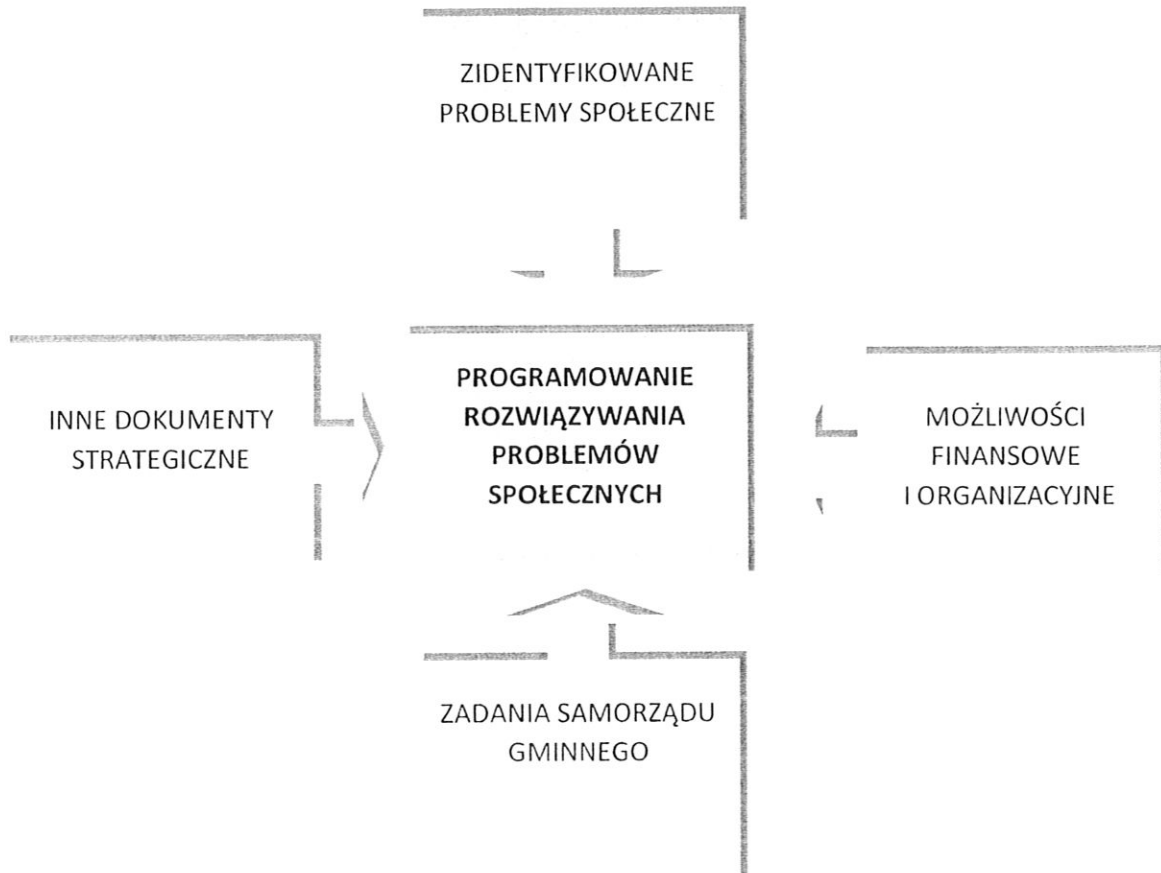 ZIDENTYFIKOWANE
PROBLEMY SPOŁECZNE
INNE DOKUMENTY
STRATEGICZNE
PROGRAMOWANIE
ROZWIĄZYWANIA
PROBLEMÓW
SPOŁECZNYCH
MOŻLIWOŚCI
FINANSOWE
I ORGANIZACYJNE
ZADANIA SAMORZĄDU
GMINNEGO